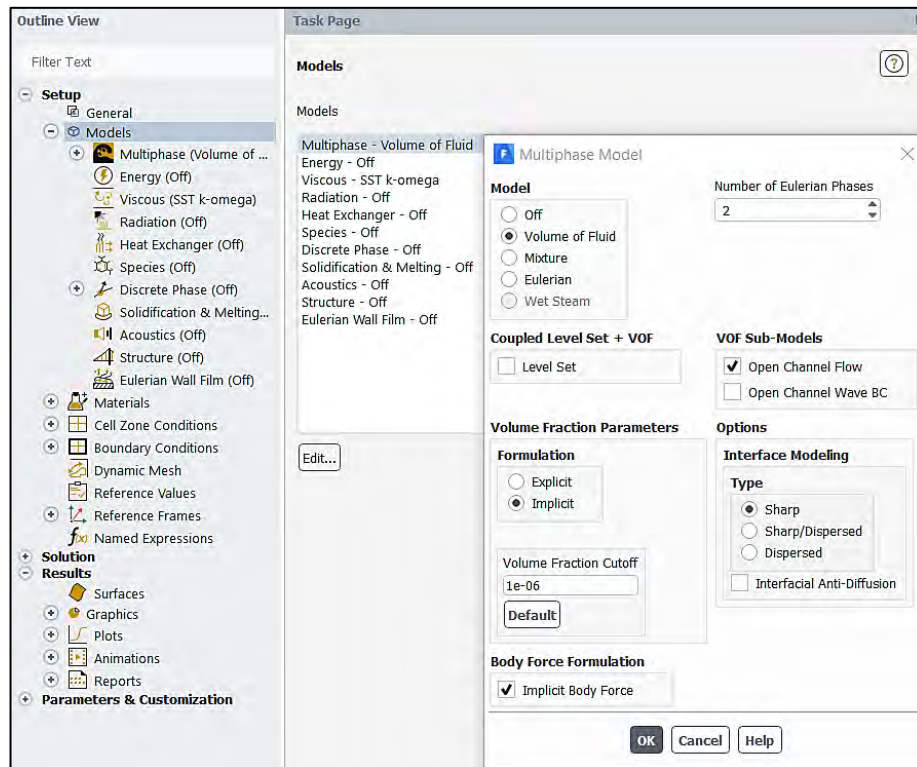 Outline View
Filter Text
Setup
General
Models
Multiphase (Volume of ...
Energy (Off)
Viscous (SST k-omega)
Radiation (Off)
Heat Exchanger (Off)
Species (Off)
Discrete Phase (Off)
Solidification & Melting...
Acoustics (Off)
Structure (Off)
Eulerian Wall Film (Off)
Materials
Cell Zone Conditions
Boundary Conditions
Dynamic Mesh
Reference Values
Reference Frames
f(x) Named Expressions
Solution
Results
Surfaces
Graphics
Plots
Animations
Reports
Parameters & Customization
Task Page
Models
?
Models
Multiphase - Volume of Fluid
Energy - Off
Viscous - SST k-omega
Radiation - Off
Heat Exchanger - Off
Species - Off
Discrete Phase - Off
Solidification & Melting - Off
Acoustics - Off
Structure - Off
Eulerian Wall Film - Off
Edit...
F Multiphase Model
Model
Off
Volume of Fluid
Mixture
Eulerian
Wet Steam
Number of Eulerian Phases
2
Coupled Level Set + VOF
Level Set
VOF Sub-Models
Open Channel Flow
Open Channel Wave BC
Volume Fraction Parameters
Formulation
Explicit
Implicit
Volume Fraction Cutoff
1e-06
Default
Options
Interface Modeling
Type
Sharp
Sharp/Dispersed
Dispersed
Interfacial Anti-Diffusion
Body Force Formulation
Implicit Body Force
OK Cancel Help